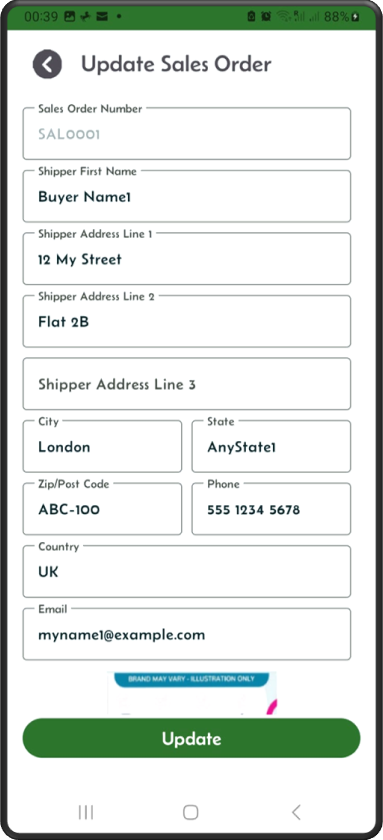 00:39
88%
Update Sales Order
Sales Order Number
SAL0001
Shipper First Name
Buyer Name1
Shipper Address Line 1
12 My Street
Shipper Address Line 2
Flat 2B
Shipper Address Line 3
City
State
London
AnyState1
Zip/Post Code
Phone
ABC-100
555 1234 5678
Country
UK
Email
myname1@example.com
BRAND MAY VARY - ILLUSTRATION ONLY
Update